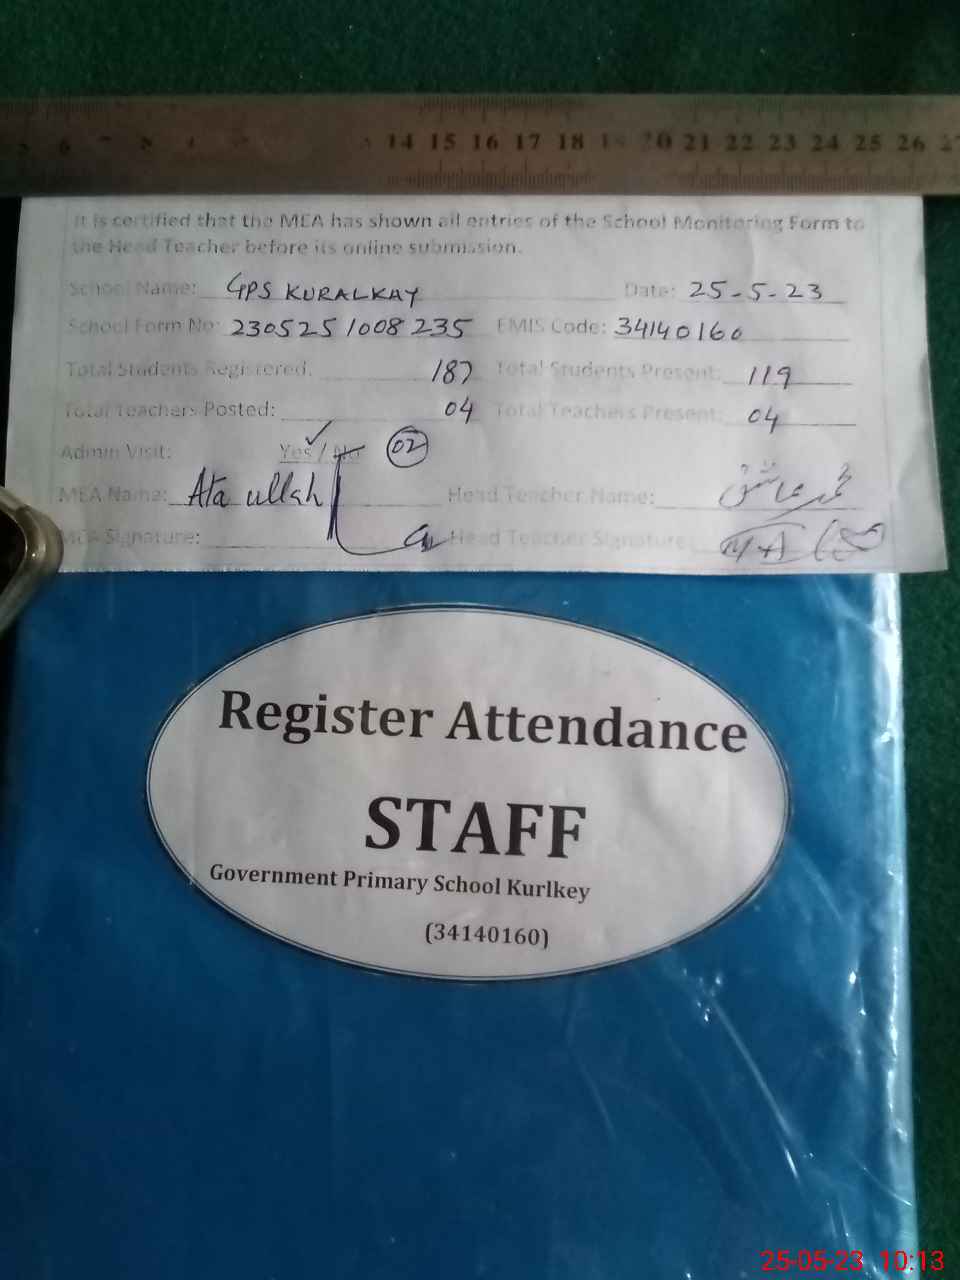 14 15 16 17 18 19 20 21 22 23 24 25 26
It is certified that the MEA has shown all entries of the School Monitoring Form to
the Head Teacher before its online submission.
School Name: GPS KURALKAY Date: 25-5-23
School Form No: 230525 1008 235 EMIS Code: 34140160
Total Students Registered: 187 Total Students Present: 119
Total Teachers Posted: 04 Total Teachers Present: 04
Admin Visit: Yes / No 02
MEA Name: Ata ullah Head Teacher Name: محمد عاشق
MEA Signature: Head Teacher Signature:
Register Attendance
STAFF
Government Primary School Kurlkey
(34140160)
25-05-23 10:13